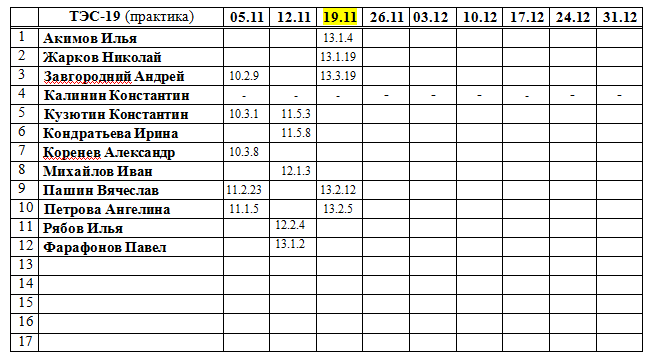 ТЭС-19 (практика) 05.11 12.11 19.11 26.11 03.12 10.12 17.12 24.12 31.12
1 Акимов Илья 13.1.4
2 Жарков Николай 13.1.19
3 Завгородний Андрей 10.2.9 13.3.19
4 Калинин Константин - - - - - - - - -
5 Кузютин Константин 10.3.1 11.5.3
6 Кондратьева Ирина 11.5.8
7 Коренев Александр 10.3.8
8 Михайлов Иван 12.1.3
9 Пашин Вячеслав 11.2.23 13.2.12
10 Петрова Ангелина 11.1.5 13.2.5
11 Рябов Илья 12.2.4
12 Фарафонов Павел 13.1.2
13
14
15
16
17